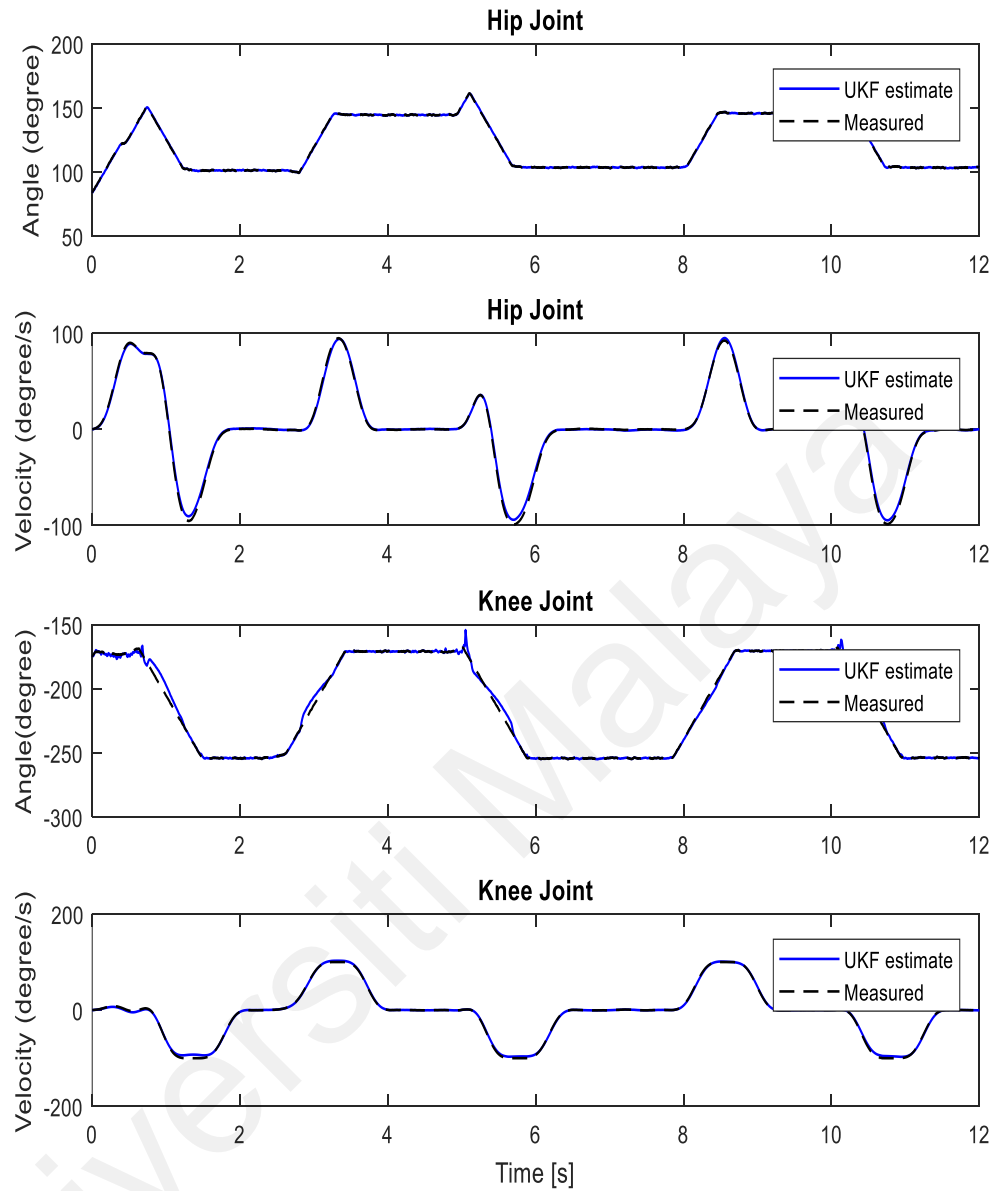 Hip Joint
Angle (degree)
200
150
100
50
UKF estimate
Measured
0 2 4 6 8 10 12
Hip Joint
Velocity (degree/s)
100
0
-100
UKF estimate
Measured
0 2 4 6 8 10 12
Knee Joint
Angle(degree)
-150
-200
-250
-300
UKF estimate
Measured
0 2 4 6 8 10 12
Knee Joint
Velocity (degree/s)
200
0
-200
UKF estimate
Measured
0 2 4 6 8 10 12
Time [s]
iversiti Malaya